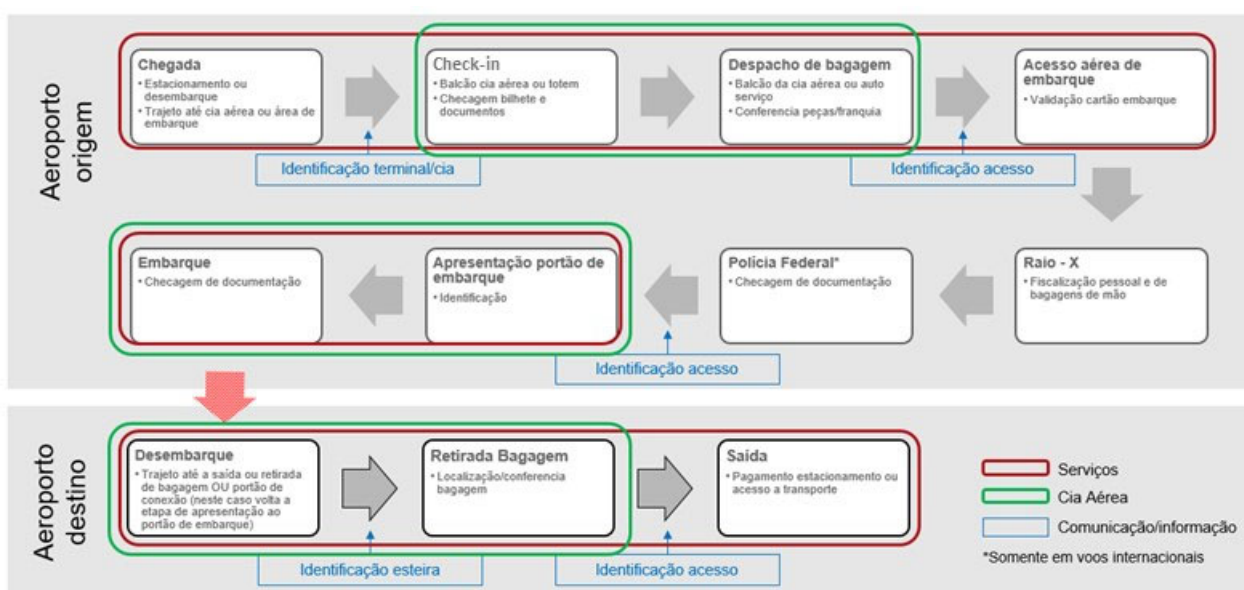 Aeroporto
origem
Chegada
• Estacionamento ou
desembarque
• Trajeto até cia aérea ou área de
embarque
Check-in
• Balcão cia aérea ou totem
• Checagem bilhete e
documentos
Despacho de bagagem
• Balcão da cia aérea ou auto
serviço
• Conferencia peças/franquia
Acesso aérea de
embarque
• Validação cartão embarque
Identificação terminal/cia
Identificação acesso
Embarque
• Checagem de documentação
Apresentação portão de
embarque
• Identificação
Polícia Federal*
• Checagem de documentação
Raio - X
• Fiscalização pessoal e de
bagagens de mão
Identificação acesso
Aeroporto
destino
Desembarque
• Trajeto até a saída ou retirada
de bagagem OU portão de
conexão (neste caso volta a
etapa de apresentação ao
portão de embarque)
Retirada Bagagem
• Localização/conferencia
bagagem
Saída
• Pagamento estacionamento ou
acesso a transporte
Identificação esteira
Identificação acesso
Serviços
Cia Aérea
Comunicação/informação
*Somente em voos internacionais